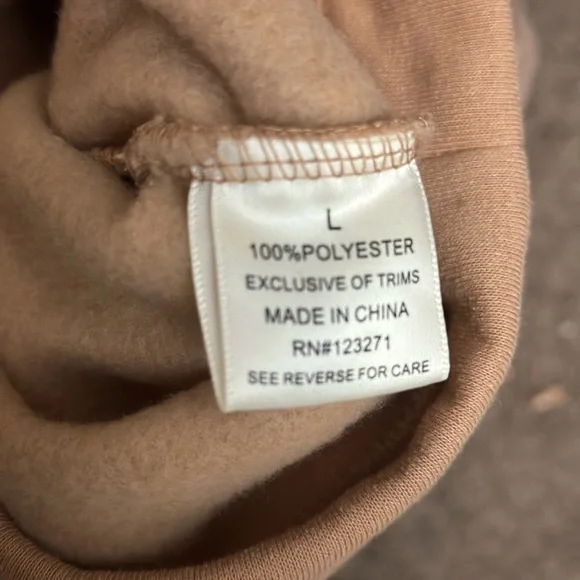 L
100%POLYESTER
EXCLUSIVE OF TRIMS
MADE IN CHINA
RN#123271
SEE REVERSE FOR CARE